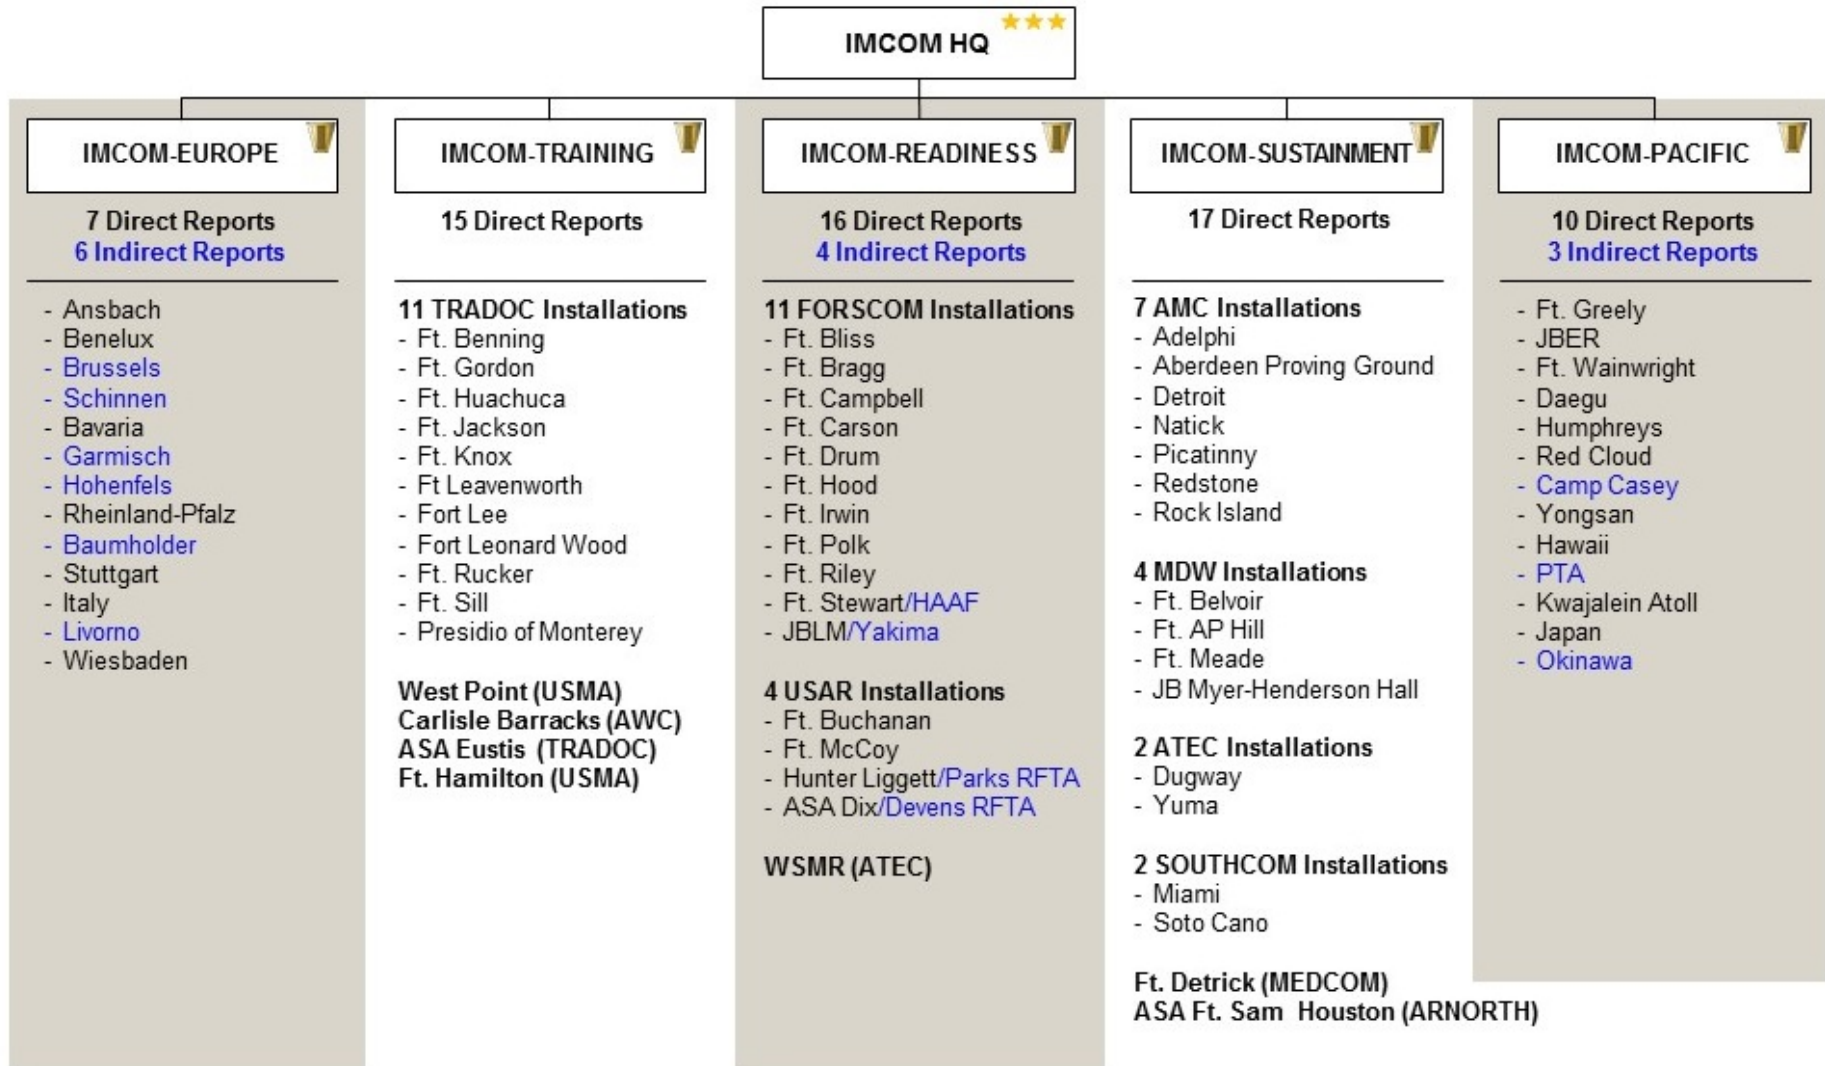 IMCOM HQ
IMCOM-EUROPE
7 Direct Reports
6 Indirect Reports
- Ansbach
- Benelux
- Brussels
- Schinnen
- Bavaria
- Garmisch
- Hohenfels
- Rheinland-Pfalz
- Baumholder
- Stuttgart
- Italy
- Livorno
- Wiesbaden
IMCOM-TRAINING
15 Direct Reports
11 TRADOC Installations
- Ft. Benning
- Ft. Gordon
- Ft. Huachuca
- Ft. Jackson
- Ft. Knox
- Ft Leavenworth
- Fort Lee
- Fort Leonard Wood
- Ft. Rucker
- Ft. Sill
- Presidio of Monterey
West Point (USMA)
Carlisle Barracks (AWC)
ASA Eustis (TRADOC)
Ft. Hamilton (USMA)
IMCOM-READINESS
16 Direct Reports
4 Indirect Reports
11 FORSCOM Installations
- Ft. Bliss
- Ft. Bragg
- Ft. Campbell
- Ft. Carson
- Ft. Drum
- Ft. Hood
- Ft. Irwin
- Ft. Polk
- Ft. Riley
- Ft. Stewart/HAAF
- JBLM/Yakima
4 USAR Installations
- Ft. Buchanan
- Ft. McCoy
- Hunter Liggett/Parks RFTA
- ASA Dix/Devens RFTA
WSMR (ATEC)
IMCOM-SUSTAINMENT
17 Direct Reports
7 AMC Installations
- Adelphi
- Aberdeen Proving Ground
- Detroit
- Natick
- Picatinny
- Redstone
- Rock Island
4 MDW Installations
- Ft. Belvoir
- Ft. AP Hill
- Ft. Meade
- JB Myer-Henderson Hall
2 ATEC Installations
- Dugway
- Yuma
2 SOUTHCOM Installations
- Miami
- Soto Cano
Ft. Detrick (MEDCOM)
ASA Ft. Sam Houston (ARNORTH)
IMCOM-PACIFIC
10 Direct Reports
3 Indirect Reports
- Ft. Greely
- JBER
- Ft. Wainwright
- Daegu
- Humphreys
- Red Cloud
- Camp Casey
- Yongsan
- Hawaii
- PTA
- Kwajalein Atoll
- Japan
- Okinawa